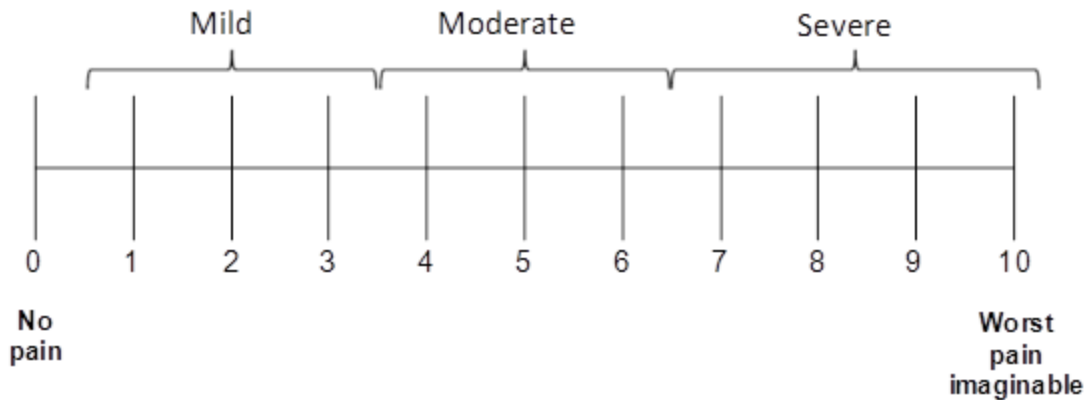 Mild Moderate Severe
0 1 2 3 4 5 6 7 8 9 10
No
pain
Worst
pain
imaginable